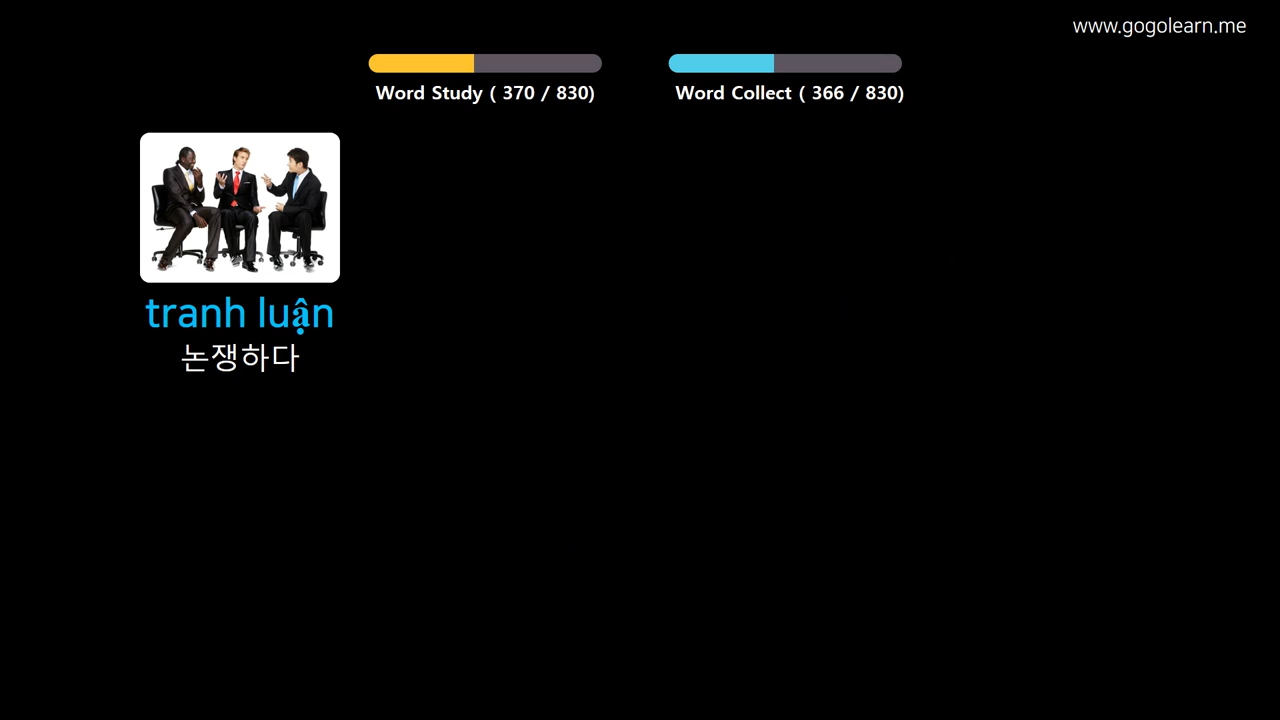 www.gogolearn.me
Word Study ( 370 / 830)
Word Collect ( 366 / 830)
tranh luận
논쟁하다